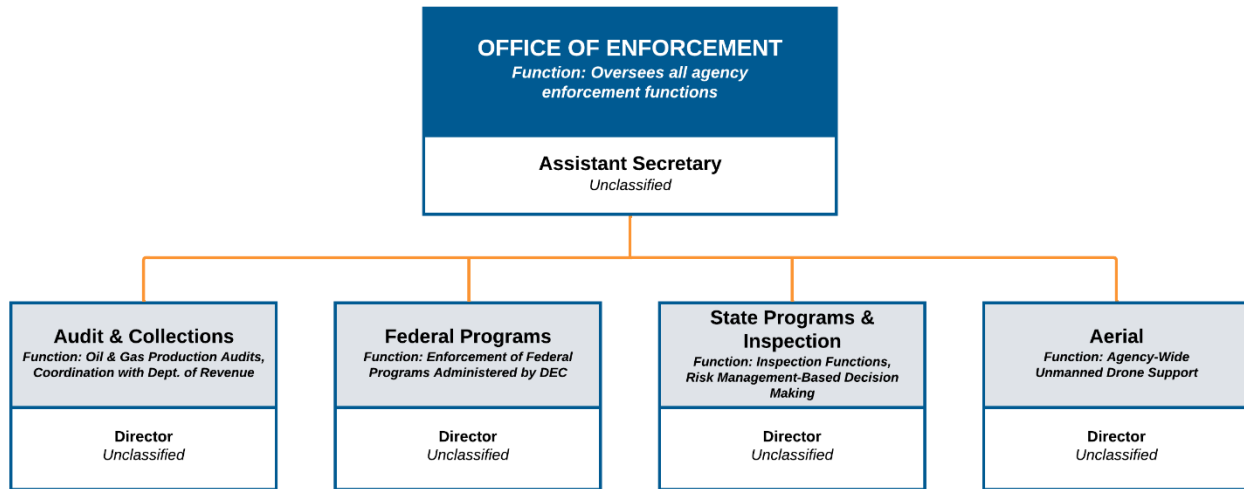 OFFICE OF ENFORCEMENT
Function: Oversees all agency
enforcement functions
Assistant Secretary
Unclassified
Audit & Collections
Function: Oil & Gas Production Audits,
Coordination with Dept. of Revenue
Director
Unclassified
Federal Programs
Function: Enforcement of Federal
Programs Administered by DEC
Director
Unclassified
State Programs &
Inspection
Function: Inspection Functions,
Risk Management-Based Decision
Making
Director
Unclassified
Aerial
Function: Agency-Wide
Unmanned Drone Support
Director
Unclassified